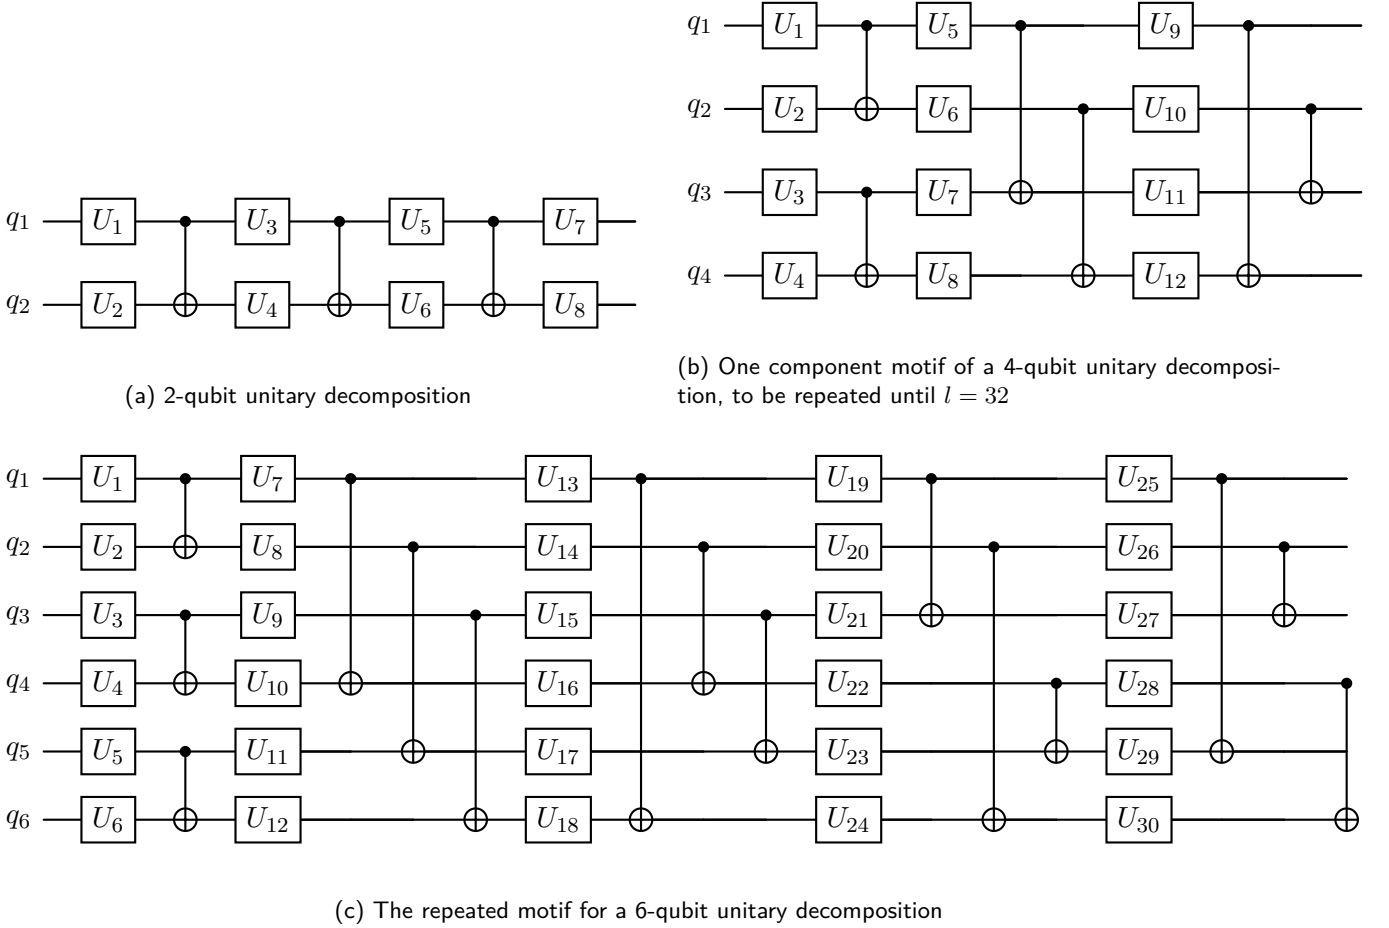 q1 U1 U5 U9
q2 U2 U6 U10
q3 U3 U7 U11
q4 U4 U8 U12
q1 U1 U3 U5 U7
q2 U2 U4 U6 U8
(a) 2-qubit unitary decomposition
(b) One component motif of a 4-qubit unitary decomposi-
tion, to be repeated until l = 32
q1 U1 U7 U13 U19 U25
q2 U2 U8 U14 U20 U26
q3 U3 U9 U15 U21 U27
q4 U4 U10 U16 U22 U28
q5 U5 U11 U17 U23 U29
q6 U6 U12 U18 U24 U30
(c) The repeated motif for a 6-qubit unitary decomposition